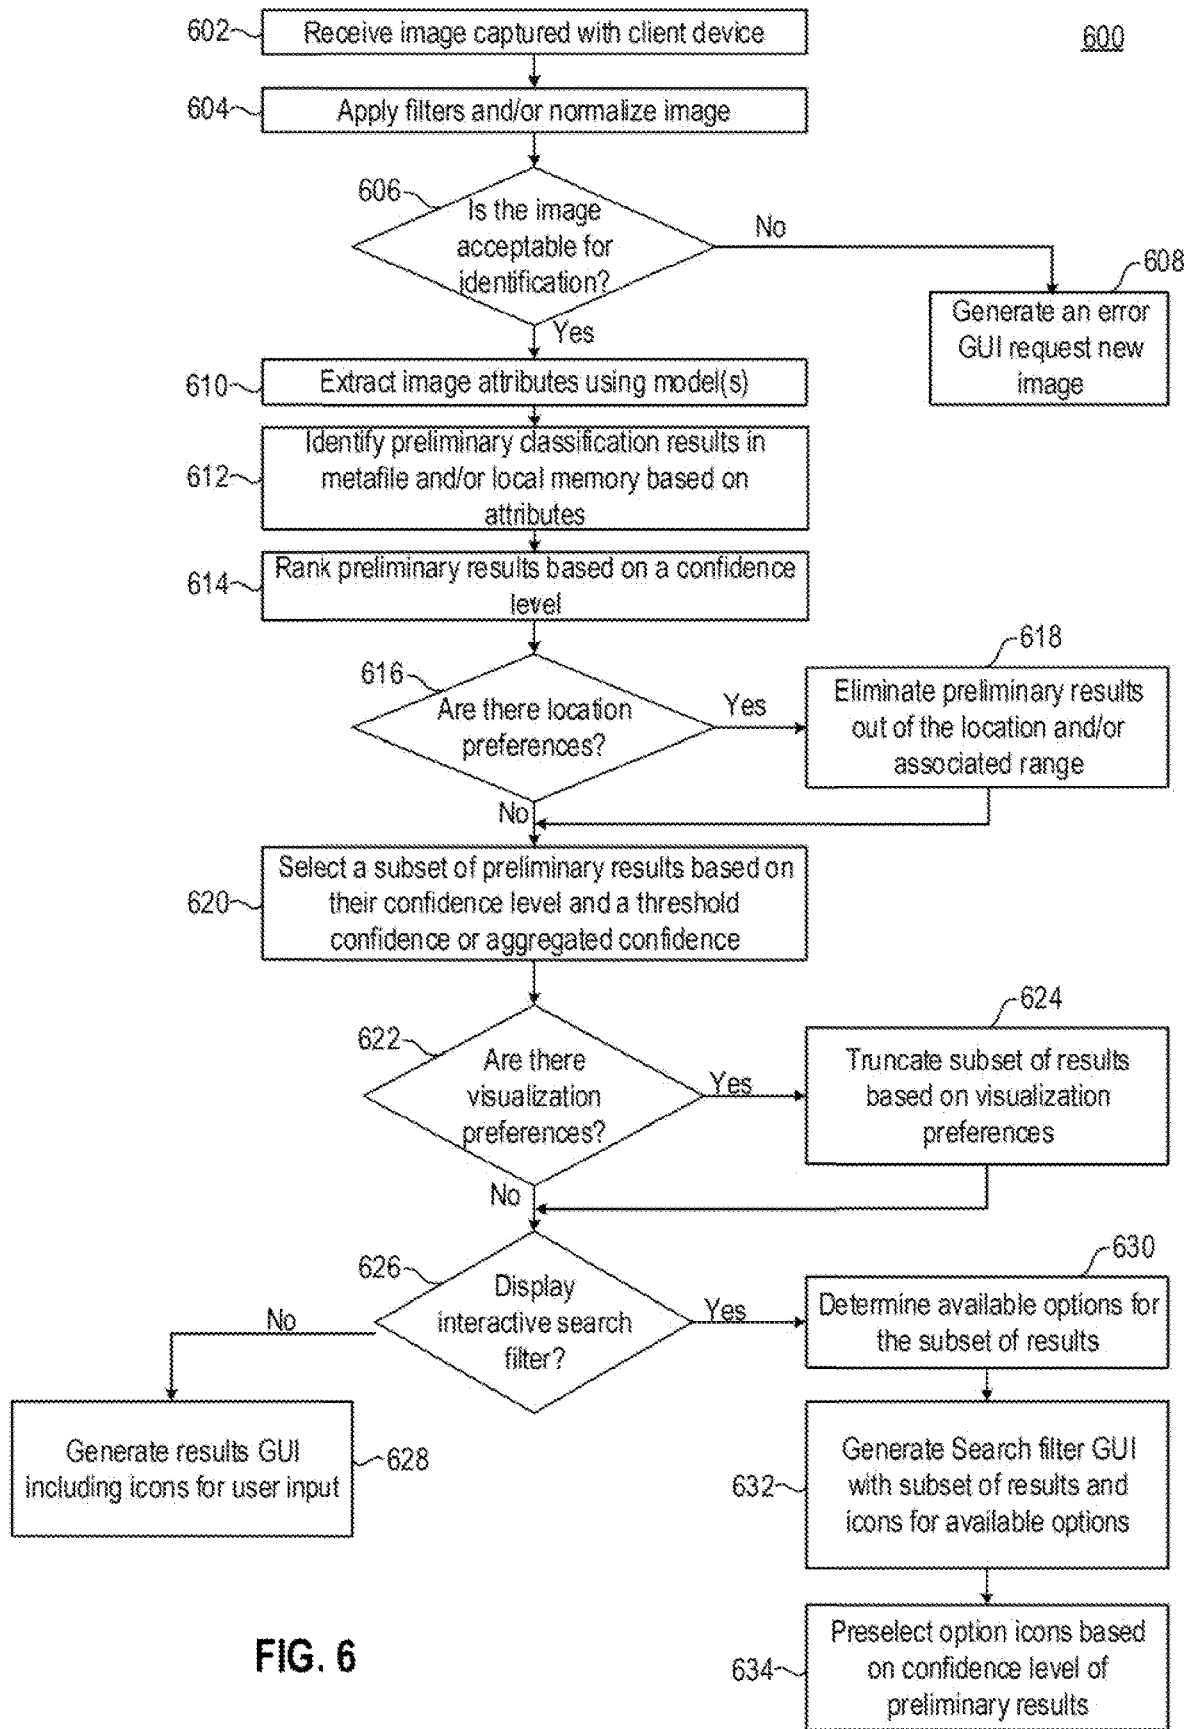 600
602
Receive image captured with client device
604
Apply filters and/or normalize image
606
Is the image
acceptable for
identification?
No
Yes
608
Generate an error
GUI request new
image
610
Extract image attributes using model(s)
612
Identify preliminary classification results in
metafile and/or local memory based on
attributes
614
Rank preliminary results based on a confidence
level
616
Are there location
preferences?
Yes
No
618
Eliminate preliminary results
out of the location and/or
associated range
620
Select a subset of preliminary results based on
their confidence level and a threshold
confidence or aggregated confidence
622
Are there
visualization
preferences?
Yes
No
624
Truncate subset of results
based on visualization
preferences
626
Display
interactive search
filter?
No
Yes
628
Generate results GUI
including icons for user input
630
Determine available options for
the subset of results
632
Generate Search filter GUI
with subset of results and
icons for available options
634
Preselect option icons based
on confidence level of
preliminary results
FIG. 6